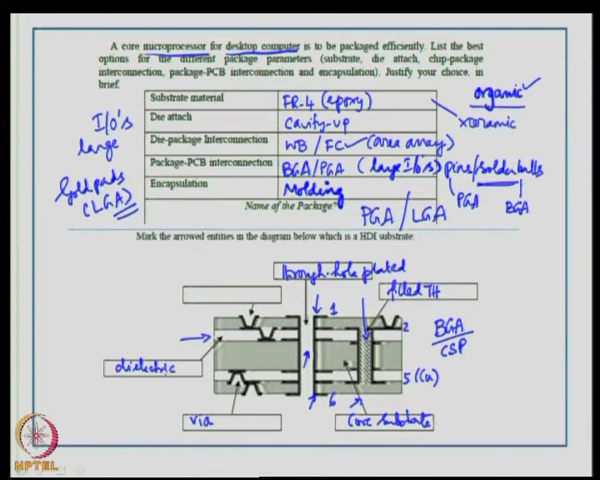 A core microprocessor for desktop computer is to be packaged efficiently. List the best
options for the different package parameters (substrate, die attach, chip-package
interconnection, package-PCB interconnection and encapsulation). Justify your choice, in
brief.
organic ✓
Substrate material FR-4 (epoxy)
xceramic
Die attach Cavity-up
I/O's
large
Die-package Interconnection WB / FC ✓ (area array)
Package-PCB interconnection BGA/PGA (large I/o's) pins/solder balls
PGA
BGA
Gold pads
(LGA)
Encapsulation Molding
Name of the Package? PGA / LGA
Mark the arrowed entities in the diagram below which is a HDI substrate.
through-hole plated
filled TH
1
2
BGA
CSP
dielectric
5 (Cu)
6
via
Core substrate
NPTEL